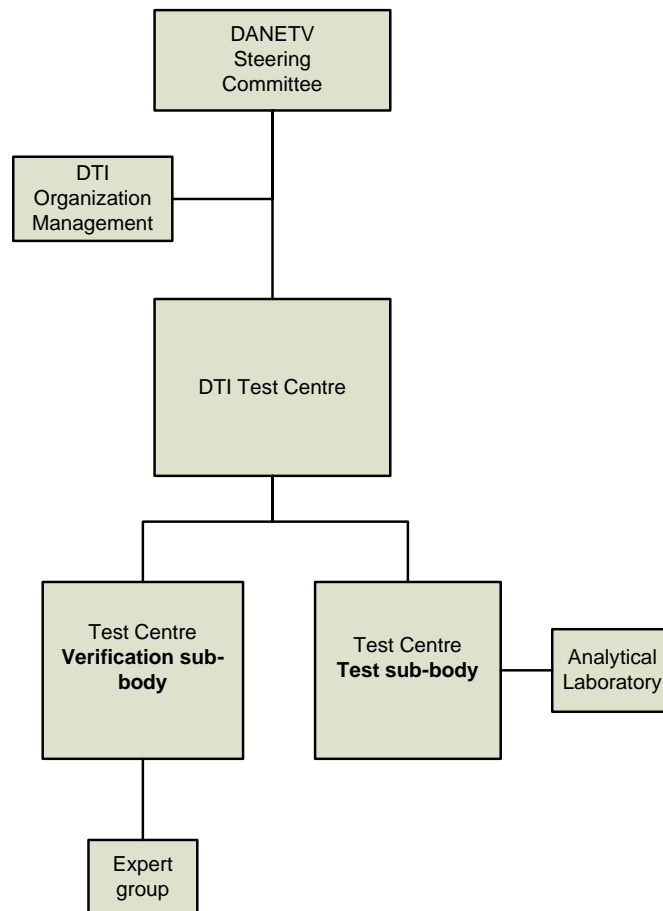 DANETV
Steering
Committee
DTI
Organization
Management
DTI Test Centre
Test Centre
Verification sub-
body
Test Centre
Test sub-body
Analytical
Laboratory
Expert
group